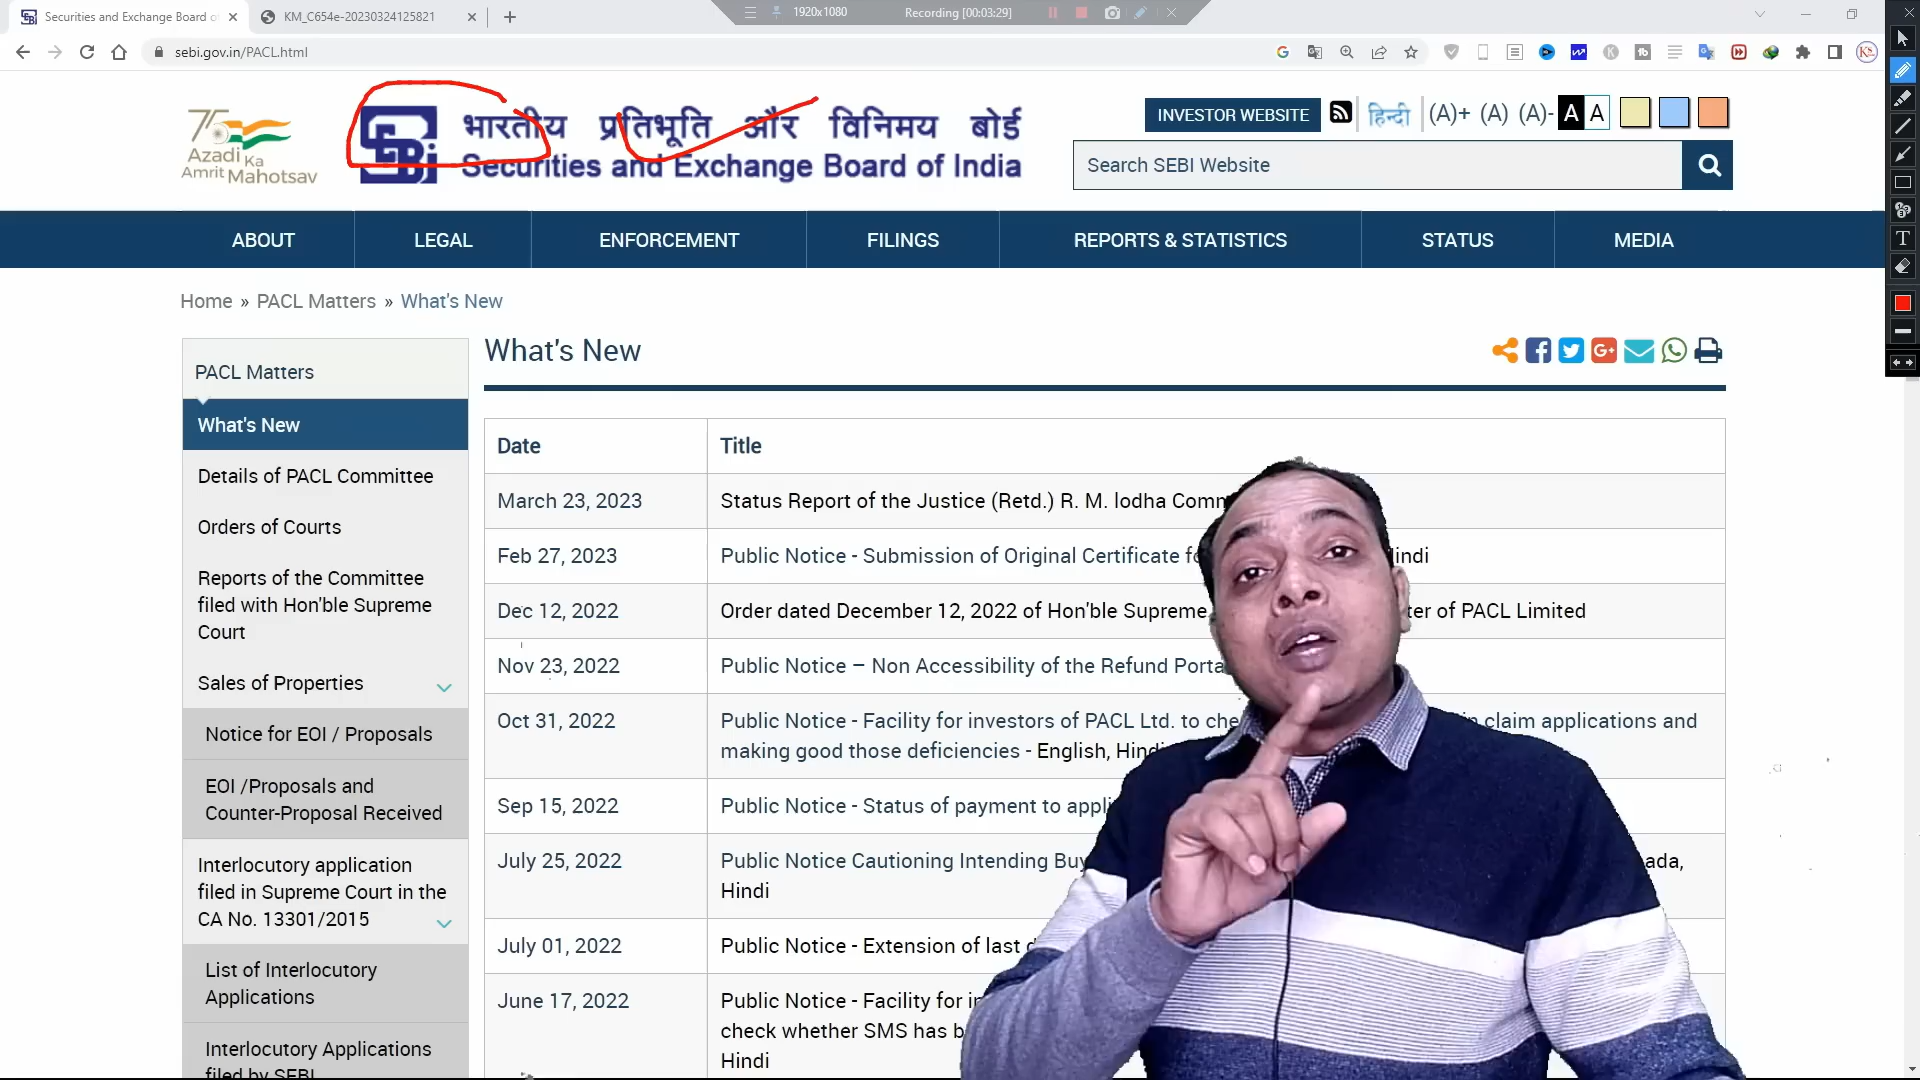 Securities and Exchange Board of
KM_C654e-20230324125821
1920x1080
Recording [00:03:29]
sebi.gov.in/PACL.html
75
Azadi Ka
Amrit Mahotsav
SEBI
भारतीय प्रतिभूति और विनिमय बोर्ड
Securities and Exchange Board of India
INVESTOR WEBSITE
हिन्दी
(A)+ (A) (A)-
A A
Search SEBI Website
ABOUT
LEGAL
ENFORCEMENT
FILINGS
REPORTS & STATISTICS
STATUS
MEDIA
Home » PACL Matters » What's New
PACL Matters
What's New
Details of PACL Committee
Orders of Courts
Reports of the Committee
filed with Hon'ble Supreme
Court
Sales of Properties
Notice for EOI / Proposals
EOI /Proposals and
Counter-Proposal Received
Interlocutory application
filed in Supreme Court in the
CA No. 13301/2015
List of Interlocutory
Applications
Interlocutory Applications
filed by SEBI
What's New
Date Title
March 23, 2023 Status Report of the Justice (Retd.) R. M. lodha
Feb 27, 2023 Public Notice - Submission of Original Certificate
Dec 12, 2022 Order dated December 12, 2022 of Hon'ble Supreme of PACL Limited
Nov 23, 2022 Public Notice – Non Accessibility of the Refund
Oct 31, 2022 Public Notice - Facility for investors of PACL Ltd. to claim applications and
making good those deficiencies - English,
Sep 15, 2022 Public Notice - Status of payment to
July 25, 2022 Public Notice Cautioning Intending
Hindi
July 01, 2022 Public Notice - Extension of last
June 17, 2022 Public Notice - Facility for
check whether SMS has
Hindi